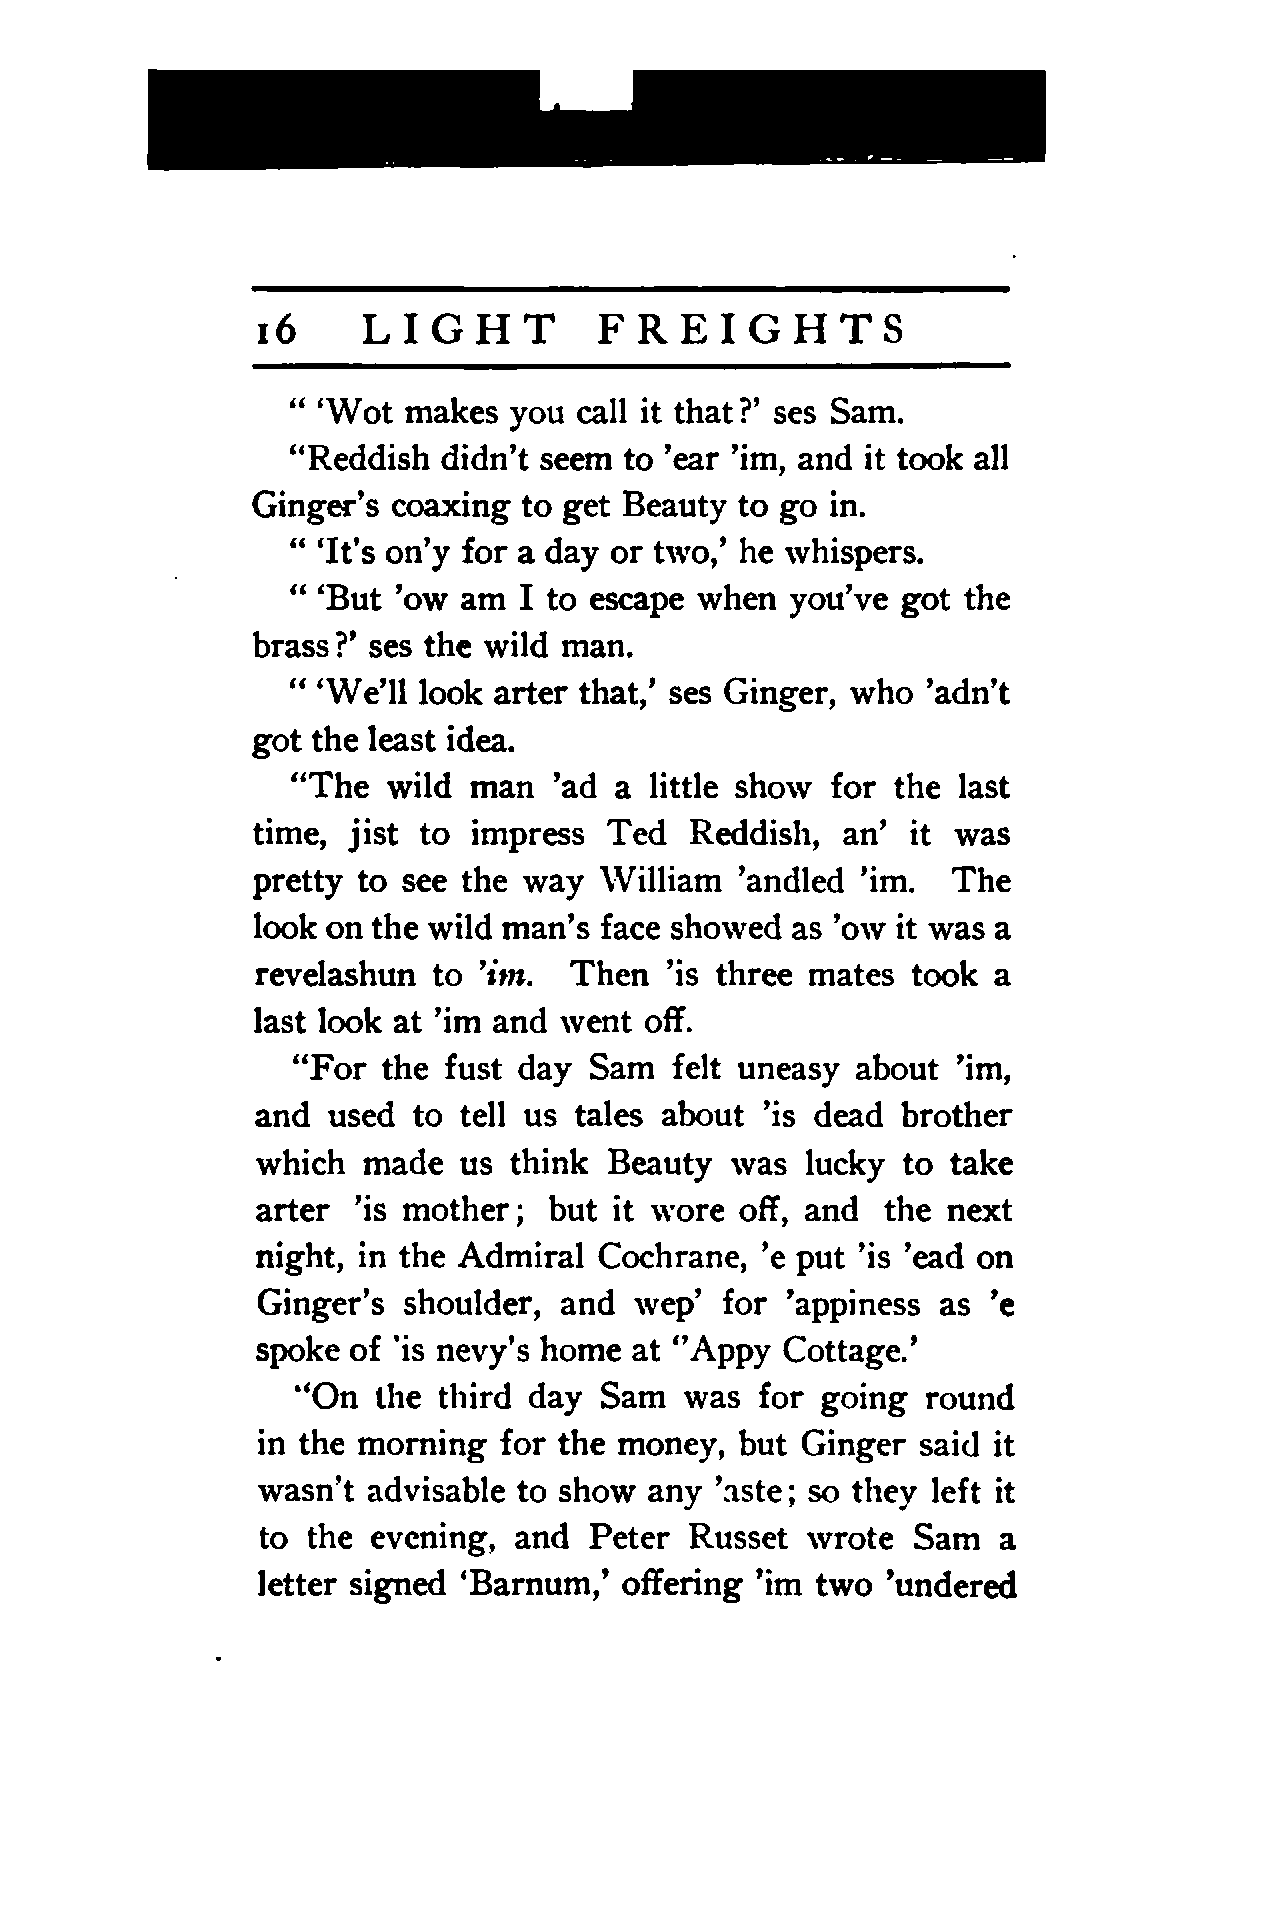 16 LIGHT FREIGHTS
“ ‘Wot makes you call it that?’ ses Sam.
“Reddish didn’t seem to ’ear ’im, and it took all
Ginger’s coaxing to get Beauty to go in.
“ ‘It’s on’y for a day or two,’ he whispers.
“ ‘But ’ow am I to escape when you’ve got the
brass?’ ses the wild man.
“ ‘We’ll look arter that,’ ses Ginger, who ’adn’t
got the least idea.
“The wild man ’ad a little show for the last
time, jist to impress Ted Reddish, an’ it was
pretty to see the way William ’andled ’im. The
look on the wild man’s face showed as ’ow it was a
revelashun to ’im. Then ’is three mates took a
last look at ’im and went off.
“For the fust day Sam felt uneasy about ’im,
and used to tell us tales about ’is dead brother
which made us think Beauty was lucky to take
arter ’is mother; but it wore off, and the next
night, in the Admiral Cochrane, ’e put ’is ’ead on
Ginger’s shoulder, and wep’ for ’appiness as ’e
spoke of ’is nevy’s home at ‘’Appy Cottage.’
“On the third day Sam was for going round
in the morning for the money, but Ginger said it
wasn’t advisable to show any ’aste; so they left it
to the evening, and Peter Russet wrote Sam a
letter signed ‘Barnum,’ offering ’im two ’undered